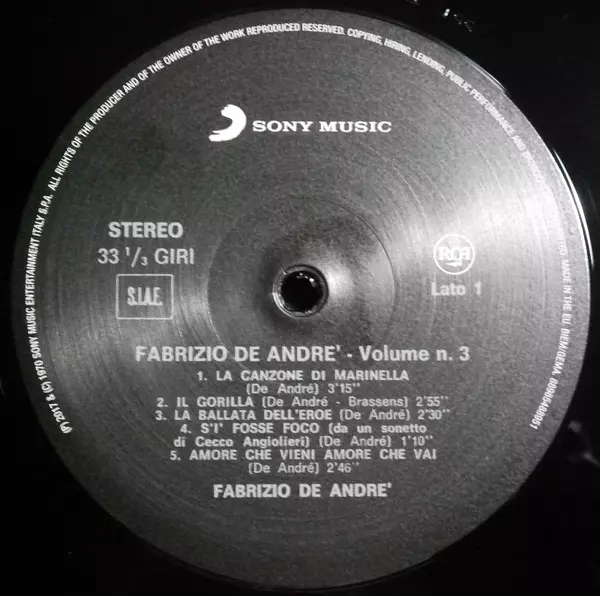 (P) 2017 & (C) 1970 SONY MUSIC ENTERTAINMENT ITALY S.P.A. ALL RIGHTS OF THE PRODUCER AND OF THE OWNER OF THE WORK REPRODUCED RESERVED. COPYING, HIRING, LENDING, PUBLIC PERFORMANCE AND
MADE IN THE EU. BIEM/GEMA.
SONY MUSIC
STEREO
33 1/3 GIRI
S.I.A.E.
RCA
Lato 1
FABRIZIO DE ANDRE' - Volume n. 3
1. LA CANZONE DI MARINELLA
(De André) 3'15"
2. IL GORILLA (De André - Brassens) 2'55"
3. LA BALLATA DELL'EROE (De André) 2'30"
4. S'I' FOSSE FOCO (da un sonetto
di Cecco Angiolieri) (De André) 1'10"
5. AMORE CHE VIENI AMORE CHE VAI
(De André) 2'46"
FABRIZIO DE ANDRE'